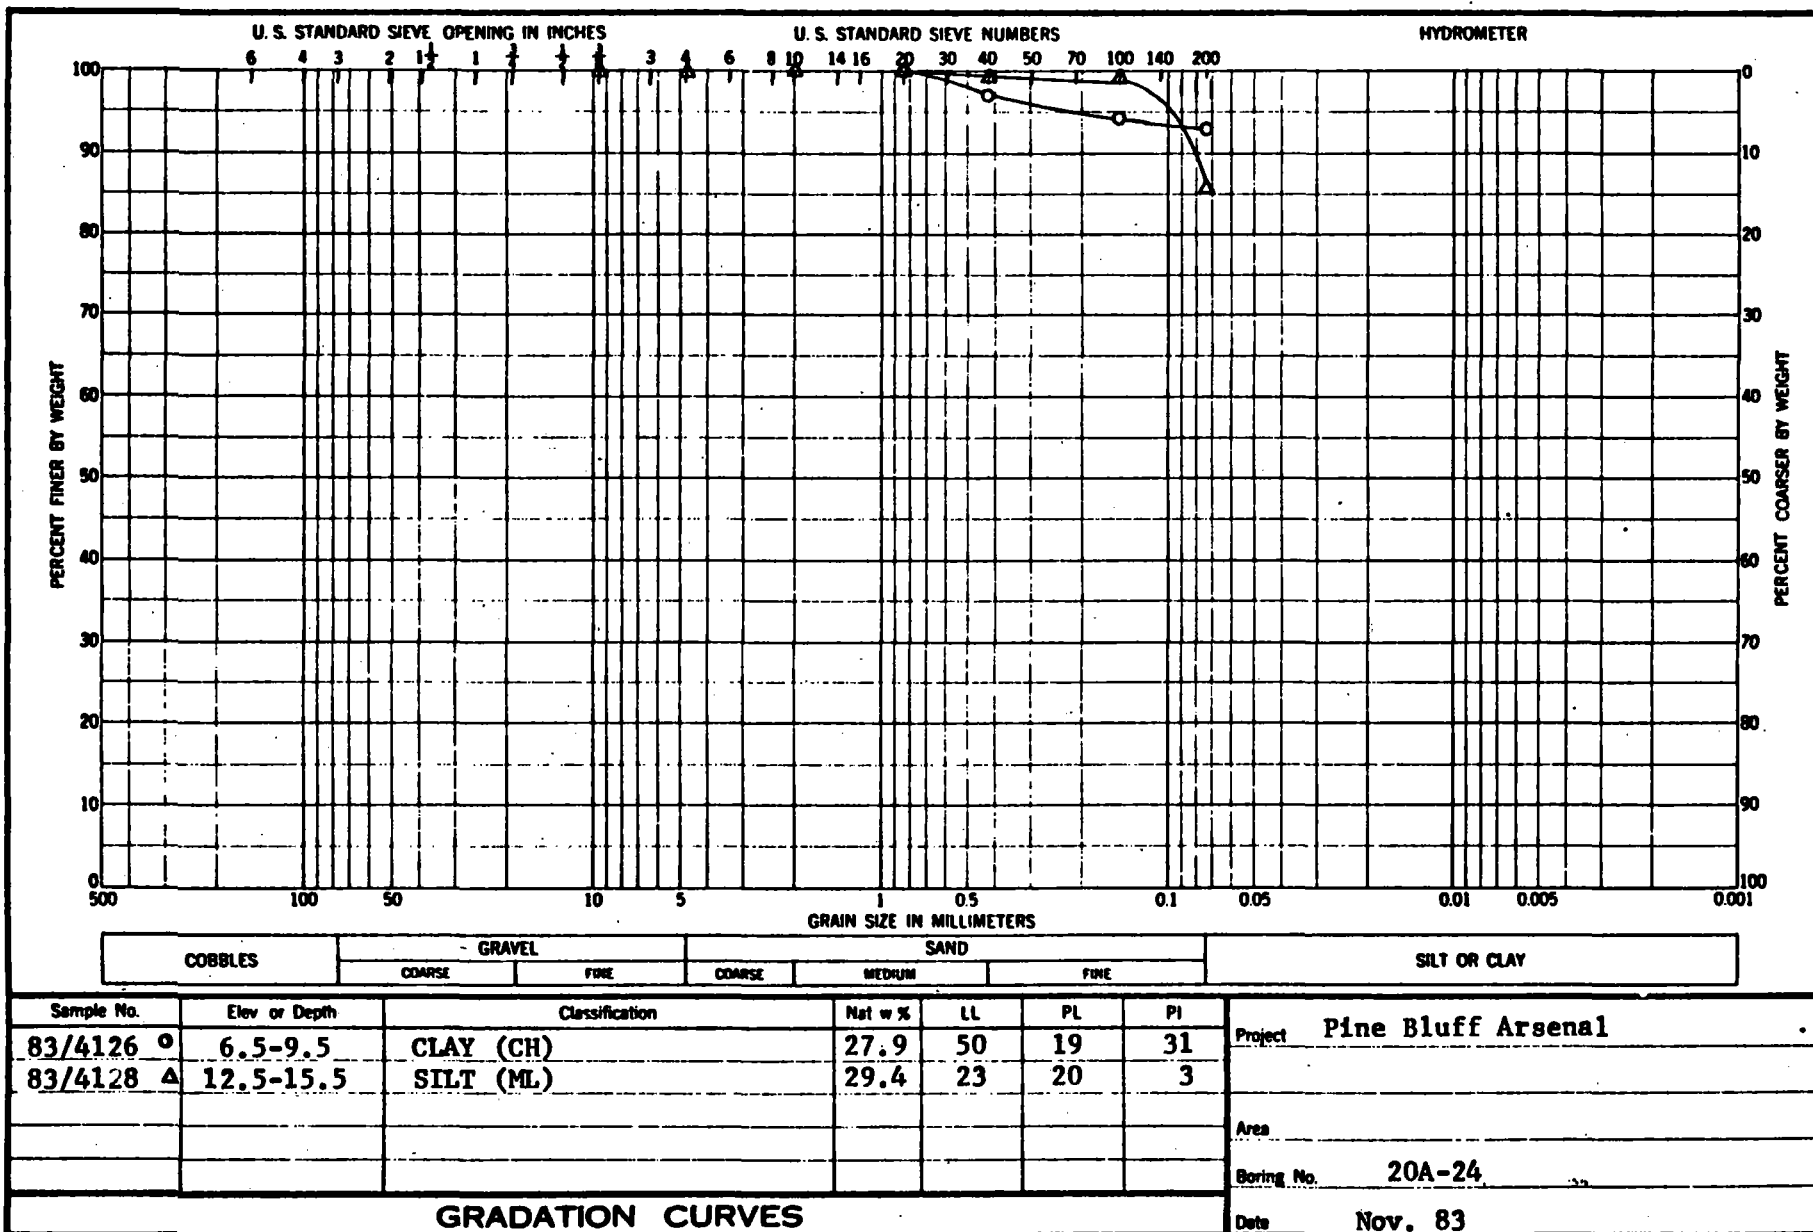 U. S. STANDARD SIEVE OPENING IN INCHES U. S. STANDARD SIEVE NUMBERS HYDROMETER
6 4 3 2 1½ 1 ¾ ½ ⅜ 3 4 6 8 10 14 16 20 30 40 50 70 100 140 200
100 0
90 10
80 20
70 30
60 40
50 50
40 60
30 70
20 80
10 90
0 100
PERCENT FINER BY WEIGHT
PERCENT COARSER BY WEIGHT
500 100 50 10 5 1 0.5 0.1 0.05 0.01 0.005 0.001
GRAIN SIZE IN MILLIMETERS
COBBLES GRAVEL SAND SILT OR CLAY
COARSE FINE COARSE MEDIUM FINE
Sample No. Elev or Depth Classification Nat w % LL PL PI
83/4126 6.5-9.5 CLAY (CH) 27.9 50 19 31
83/4128 12.5-15.5 SILT (ML) 29.4 23 20 3
Project Pine Bluff Arsenal
Area
Boring No. 20A-24
Date Nov. 83
GRADATION CURVES